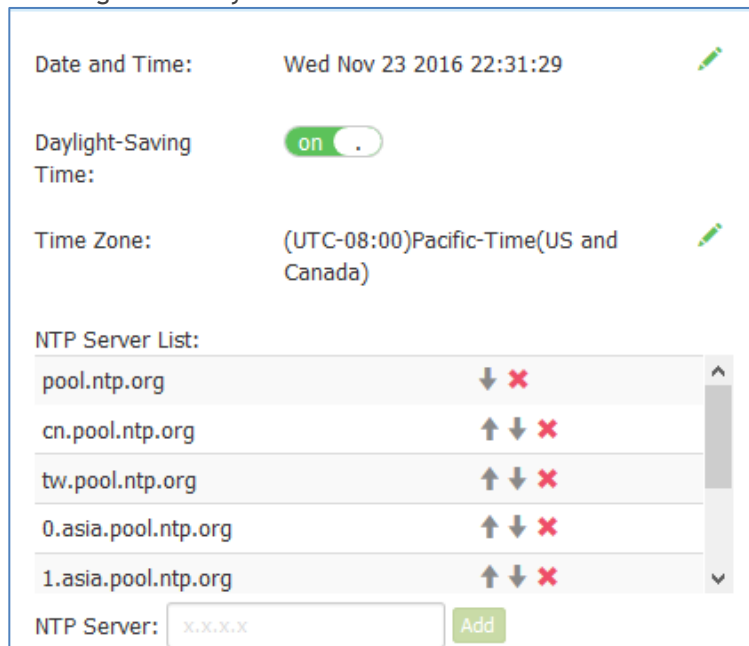 Date and Time: Wed Nov 23 2016 22:31:29
Daylight-Saving
Time:
on .
Time Zone: (UTC-08:00)Pacific-Time(US and
Canada)
NTP Server List:
pool.ntp.org
cn.pool.ntp.org
tw.pool.ntp.org
0.asia.pool.ntp.org
1.asia.pool.ntp.org
NTP Server: x.x.x.x Add